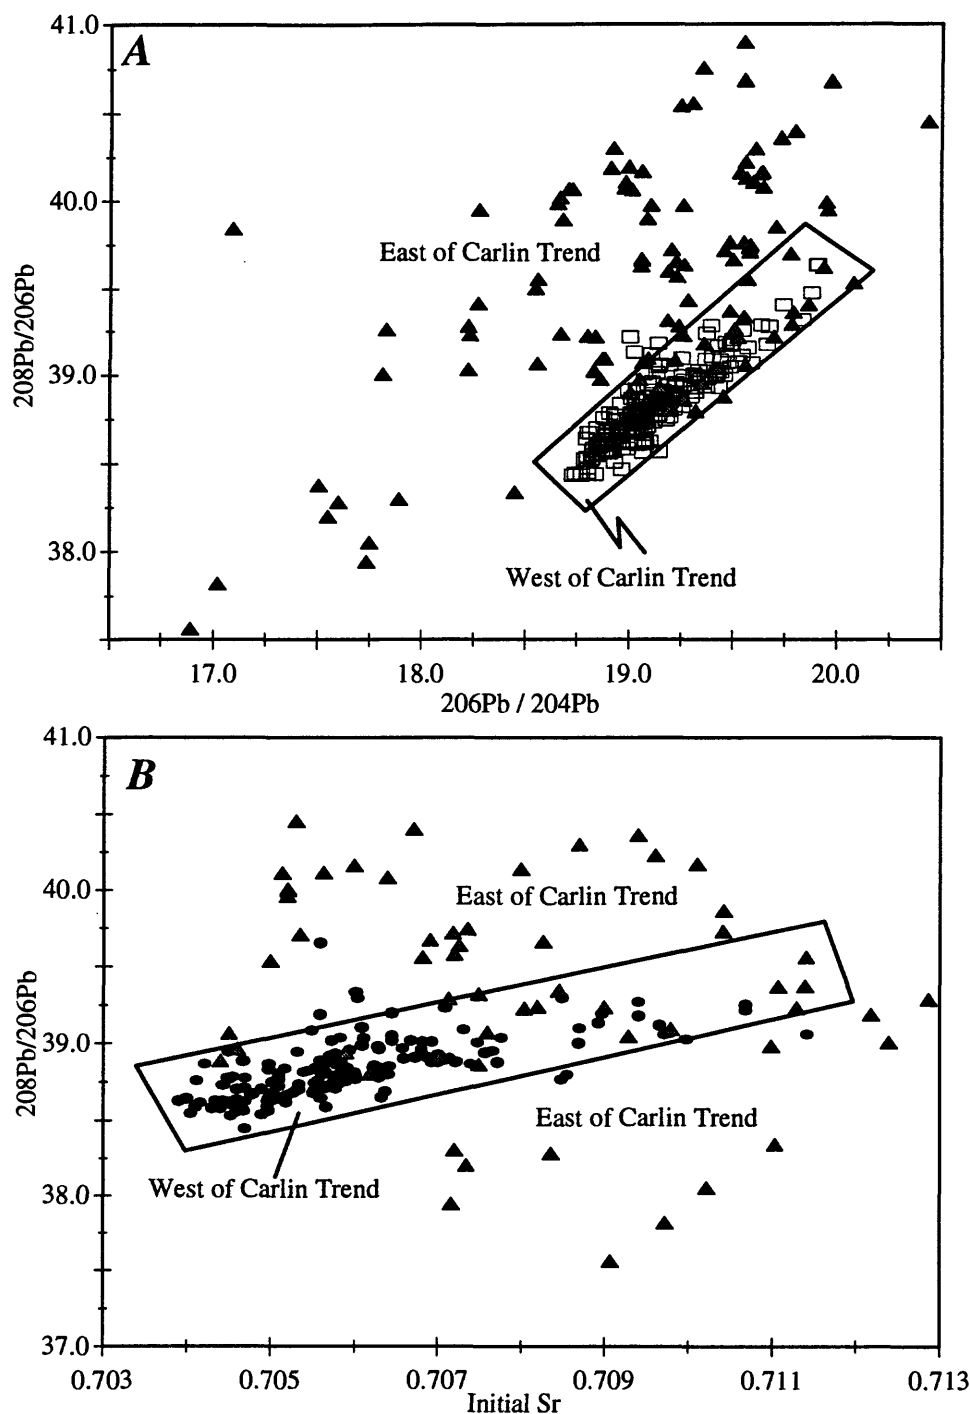 41.0
A
40.0
East of Carlin Trend
208Pb/206Pb
39.0
38.0
West of Carlin Trend
17.0 18.0 19.0 20.0
206Pb / 204Pb
41.0
B
40.0
East of Carlin Trend
208Pb/206Pb
39.0
East of Carlin Trend
38.0
West of Carlin Trend
37.0
0.703 0.705 0.707 0.709 0.711 0.713
Initial Sr